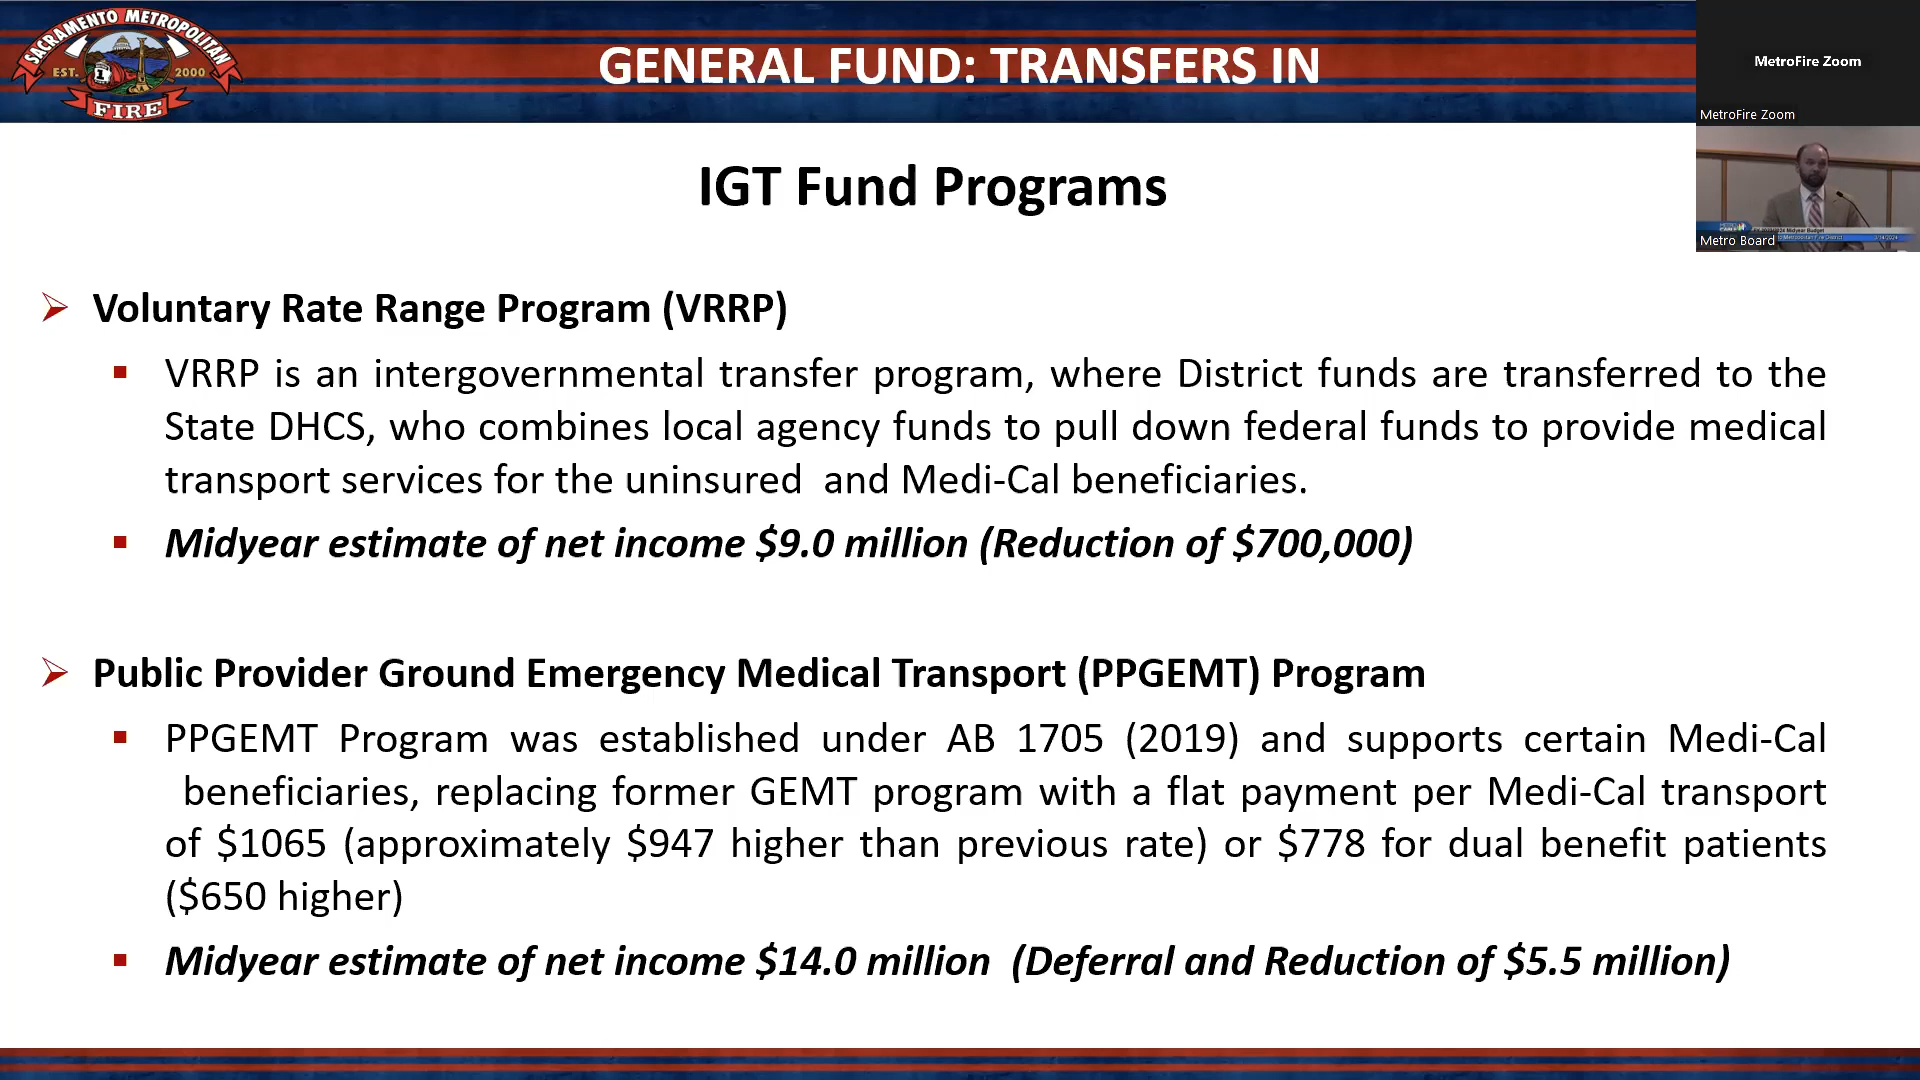 SACRAMENTO METROPOLITAN
EST. 2000
1
FIRE
GENERAL FUND: TRANSFERS IN
MetroFire Zoom
MetroFire Zoom
Midyear Budget
Metropolitan Fire District
Metro Board
IGT Fund Programs
Voluntary Rate Range Program (VRRP)
VRRP is an intergovernmental transfer program, where District funds are transferred to the
State DHCS, who combines local agency funds to pull down federal funds to provide medical
transport services for the uninsured  and Medi-Cal beneficiaries.
Midyear estimate of net income $9.0 million (Reduction of $700,000)
Public Provider Ground Emergency Medical Transport (PPGEMT) Program
PPGEMT Program was established under AB 1705 (2019) and supports certain Medi-Cal
beneficiaries, replacing former GEMT program with a flat payment per Medi-Cal transport
of $1065 (approximately $947 higher than previous rate) or $778 for dual benefit patients
($650 higher)
Midyear estimate of net income $14.0 million  (Deferral and Reduction of $5.5 million)